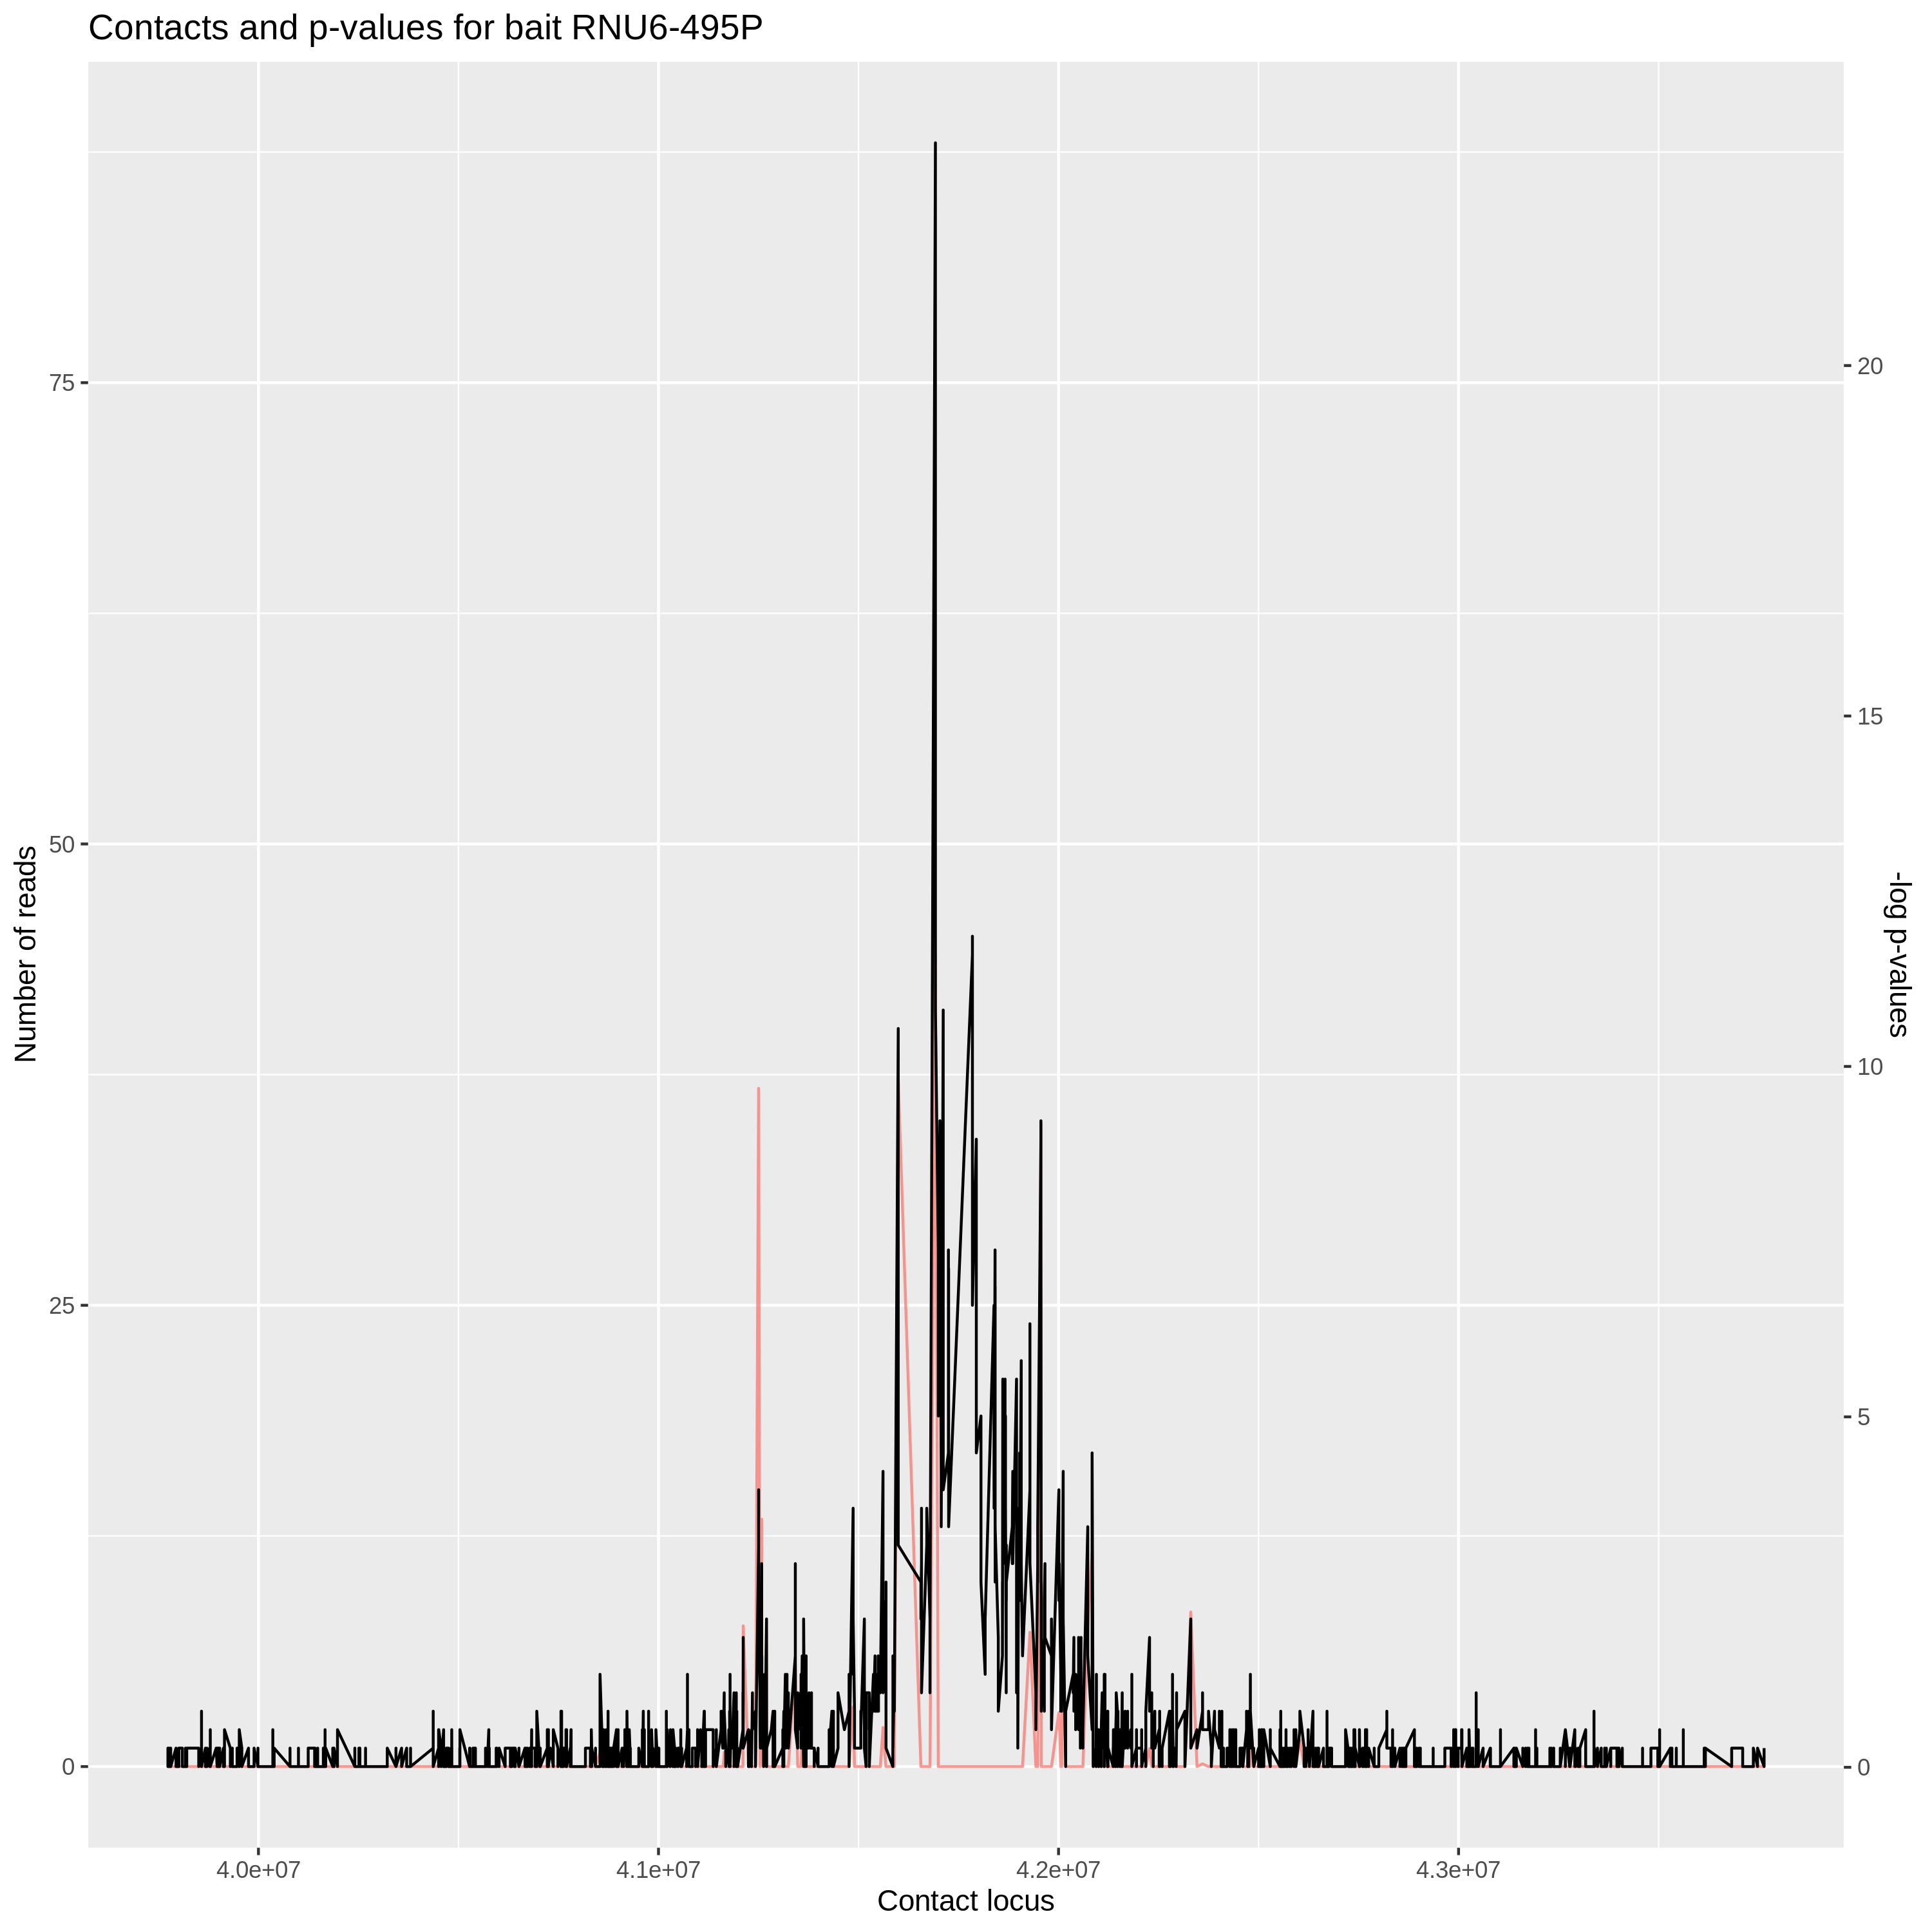 Contacts and p-values for bait RNU6-495P
75
50
25
0
20
15
10
5
0
Number of reads
-log p-values
4.0e+07
4.1e+07
4.2e+07
4.3e+07
Contact locus